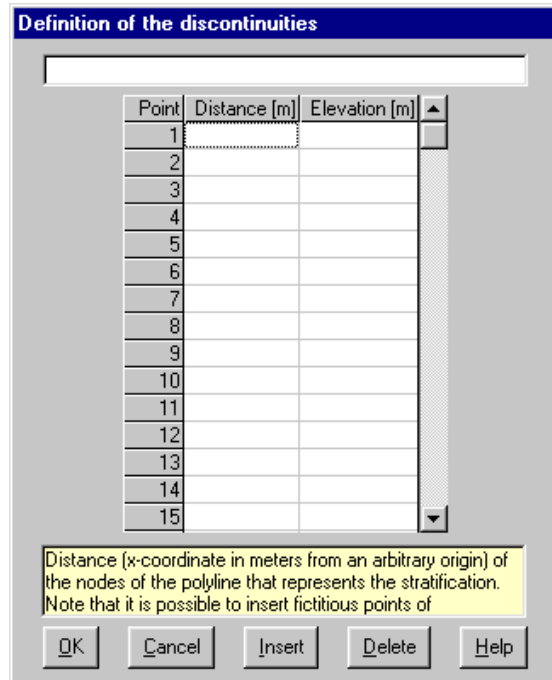 Definition of the discontinuities
Point Distance [m] Elevation [m]
1
2
3
4
5
6
7
8
9
10
11
12
13
14
15
Distance (x-coordinate in meters from an arbitrary origin) of
the nodes of the polyline that represents the stratification.
Note that it is possible to insert fictitious points of
OK Cancel Insert Delete Help